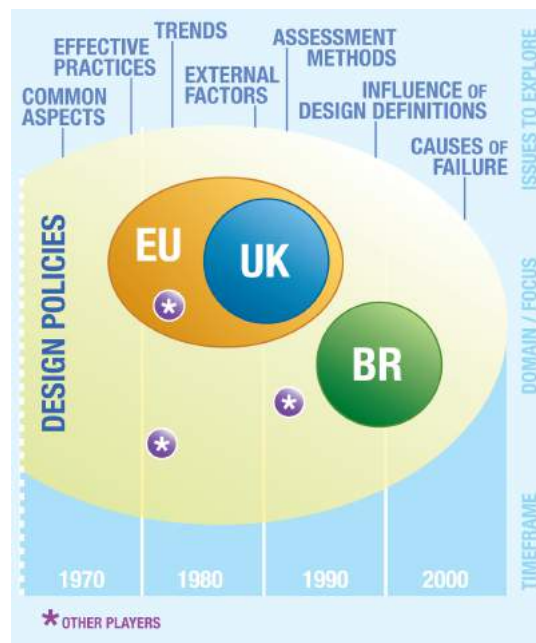 TRENDS
EFFECTIVE
PRACTICES
ASSESSMENT
METHODS
COMMON
ASPECTS
EXTERNAL
FACTORS
INFLUENCE OF
DESIGN DEFINITIONS
CAUSES OF
FAILURE
ISSUES TO EXPLORE
DESIGN POLICIES
EU
UK
*
BR
*
*
DOMAIN / FOCUS
TIMEFRAME
1970 1980 1990 2000
* OTHER PLAYERS